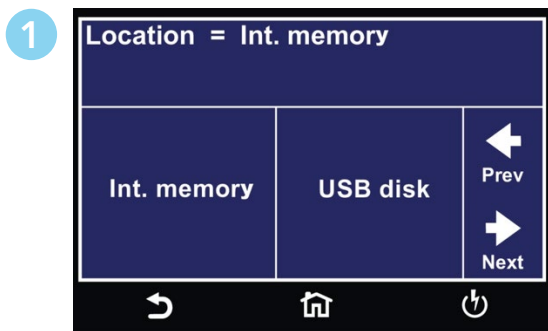 1
Location = Int. memory
Int. memory
USB disk
Prev
Next